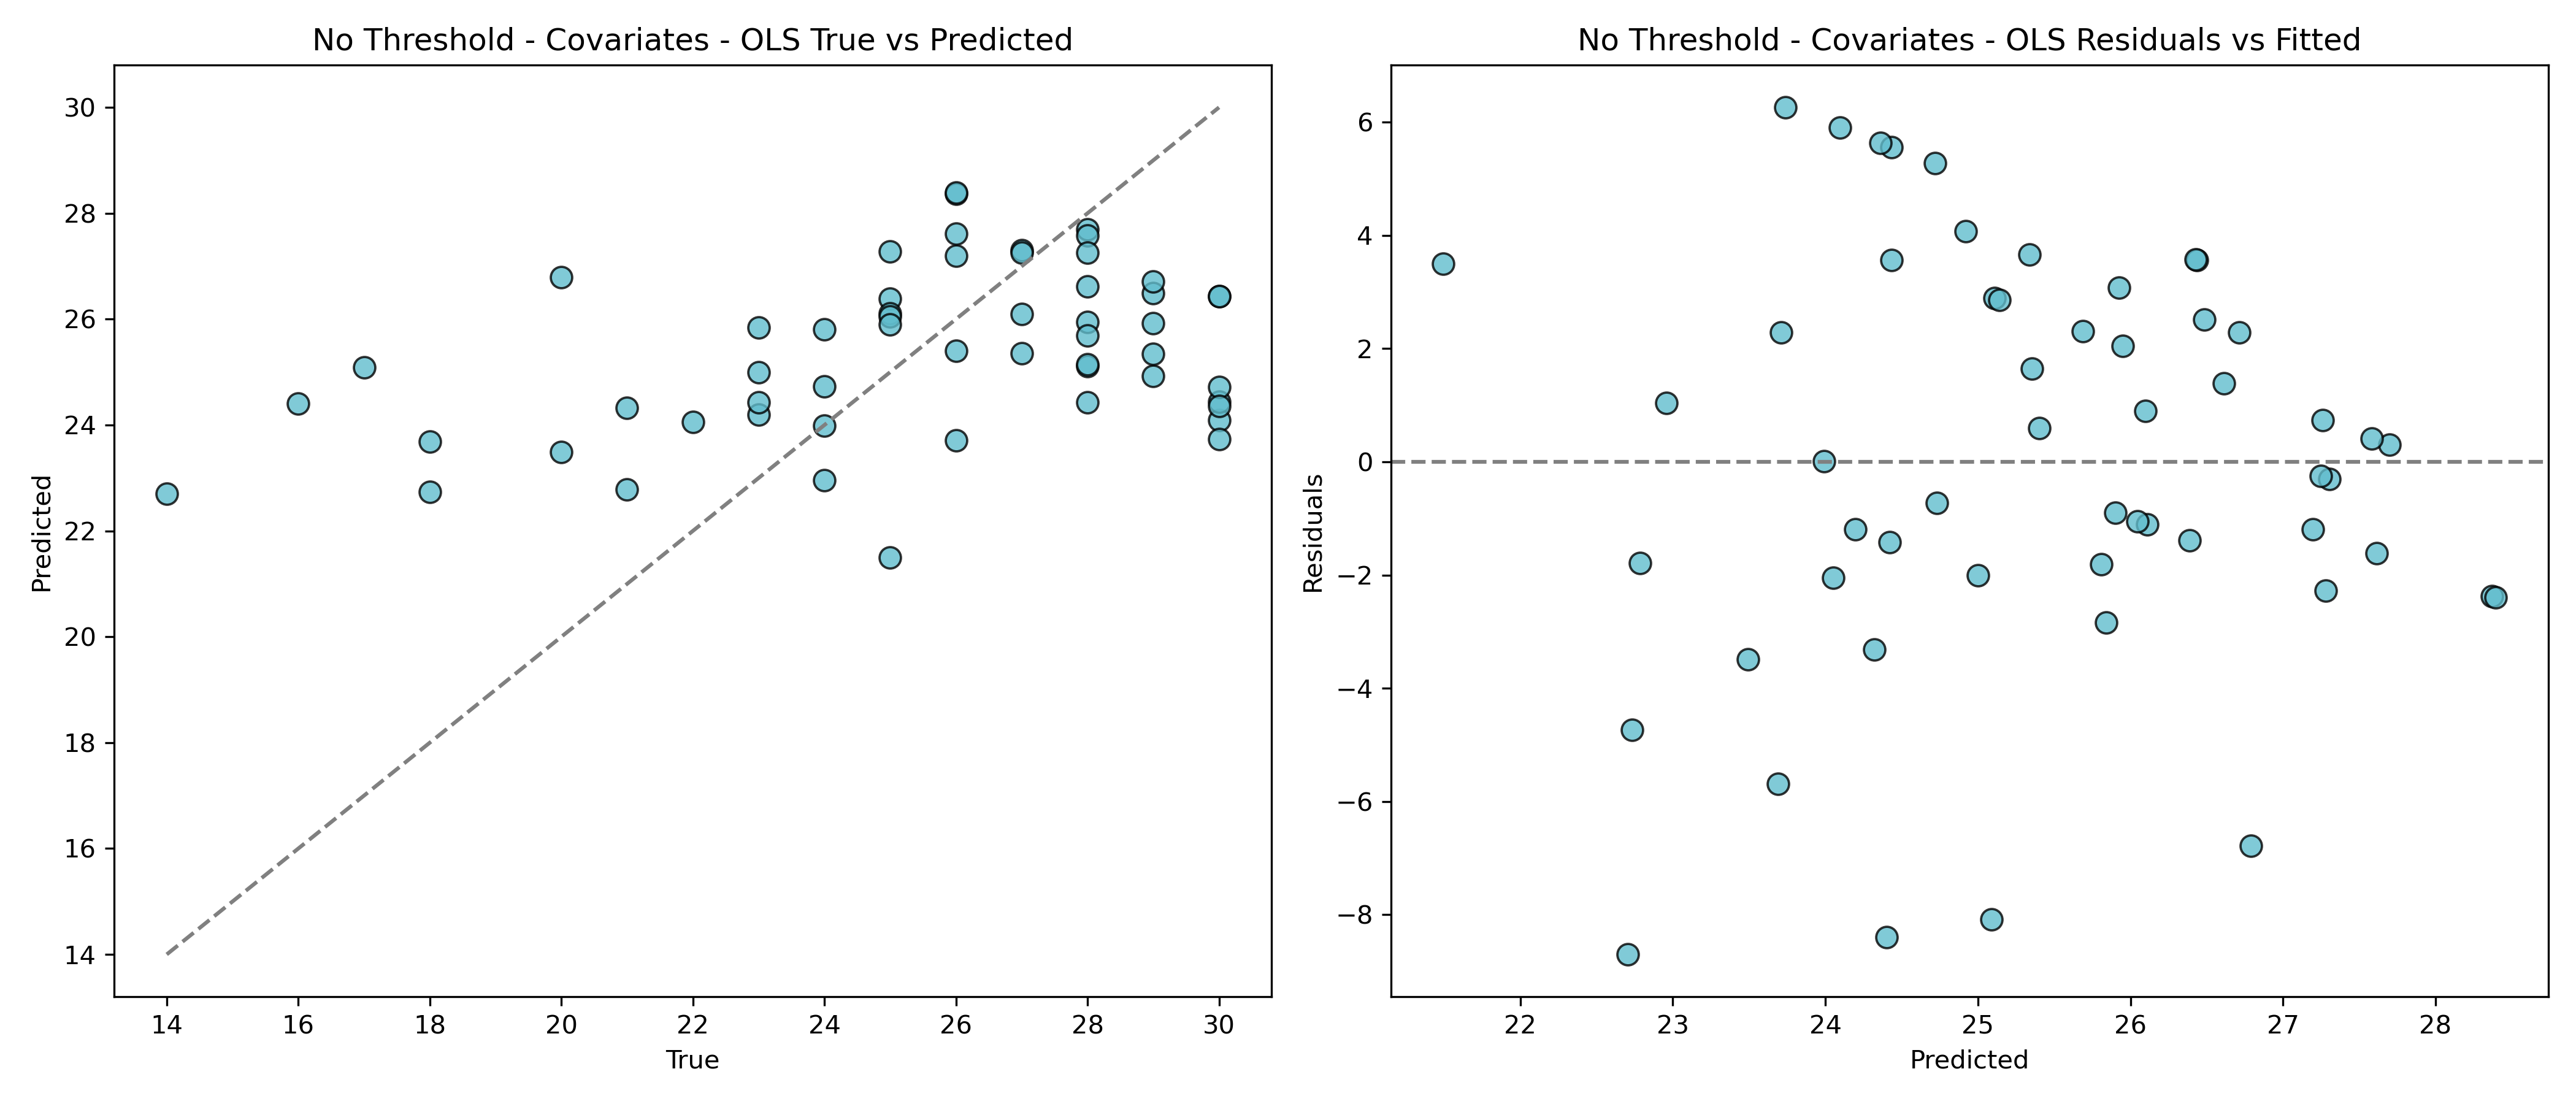 No Threshold - Covariates - OLS True vs Predicted
30
28
26
24
22
20
18
16
14
Predicted
14 16 18 20 22 24 26 28 30
True
No Threshold - Covariates - OLS Residuals vs Fitted
6
4
2
0
−2
−4
−6
−8
Residuals
22 23 24 25 26 27 28
Predicted